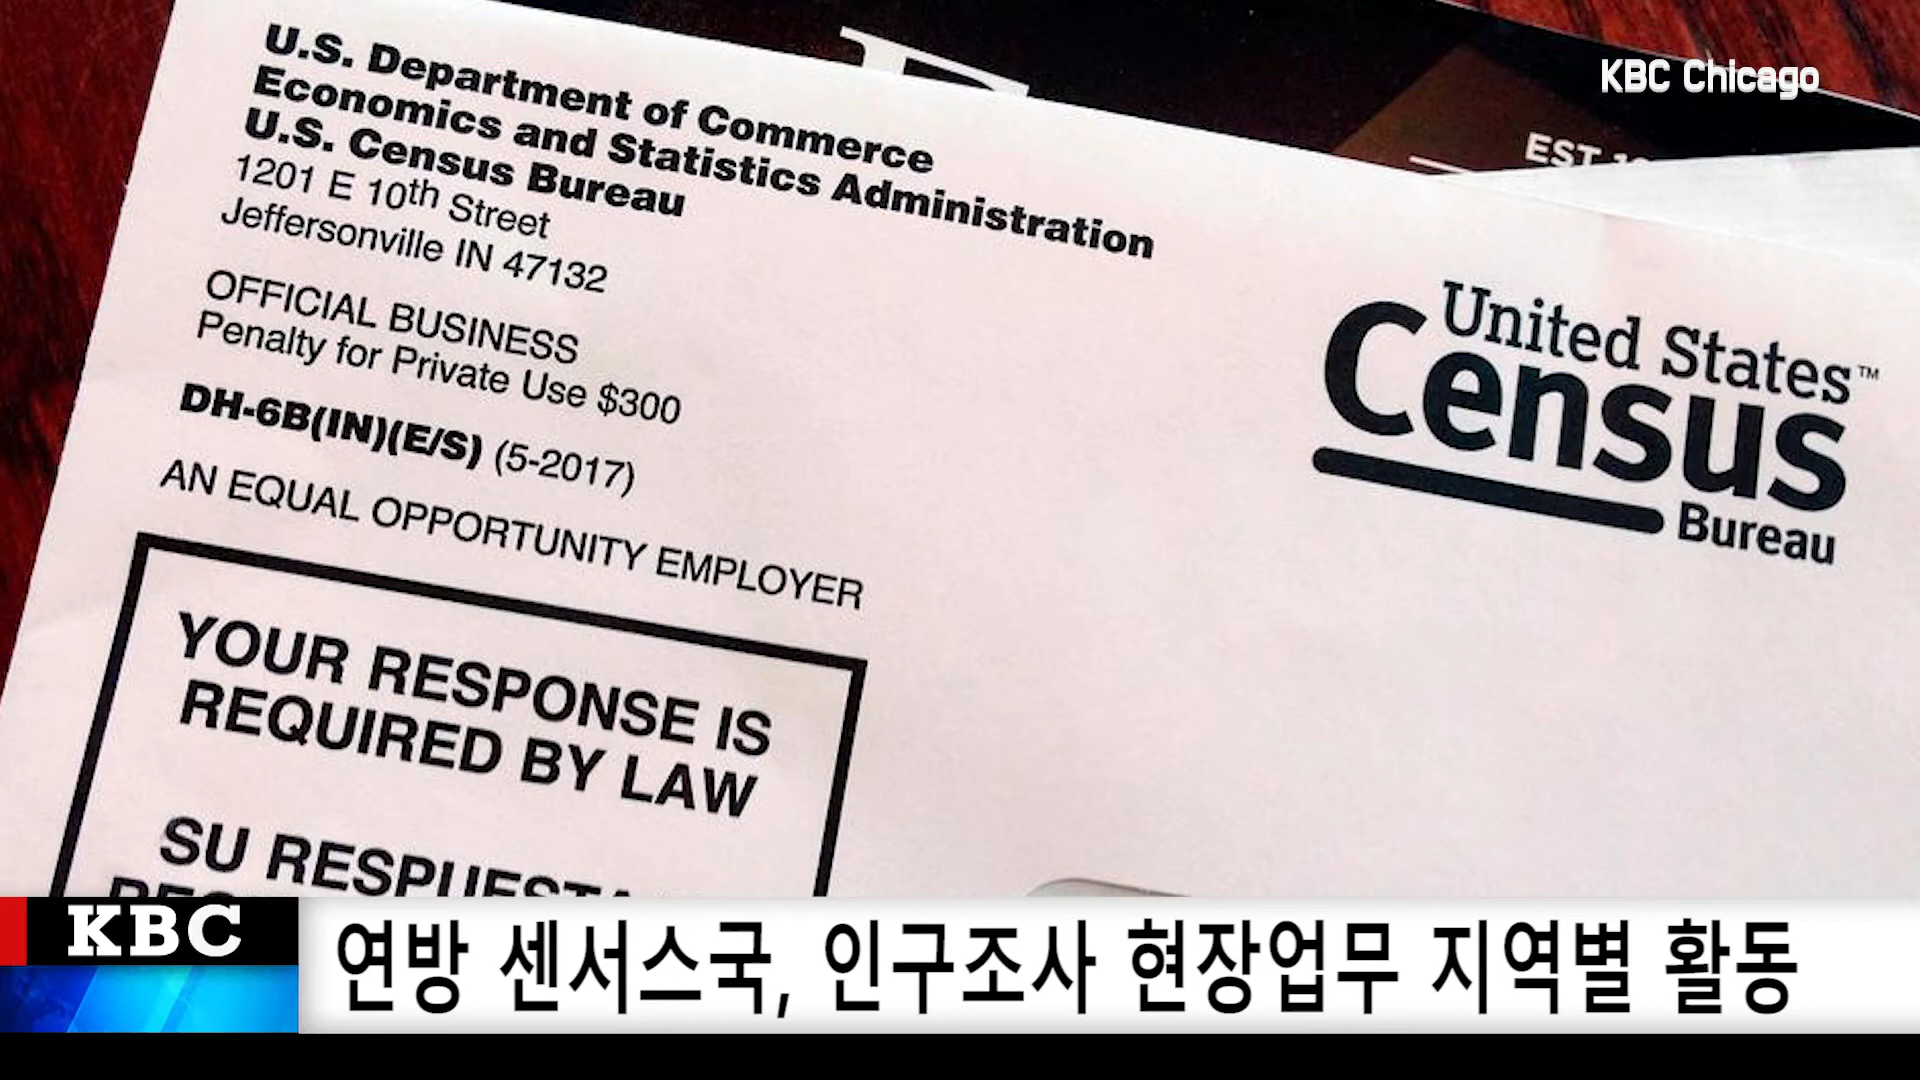 KBC Chicago
EST
U.S. Department of Commerce
Economics and Statistics Administration
U.S. Census Bureau
1201 E 10th Street
Jeffersonville IN 47132
OFFICIAL BUSINESS
Penalty for Private Use $300
DH-6B(IN)(E/S) (5-2017)
AN EQUAL OPPORTUNITY EMPLOYER
United States™
Census
Bureau
YOUR RESPONSE IS
REQUIRED BY LAW
SU RESPUESTA
KBC
연방 센서스국, 인구조사 현장업무 지역별 활동